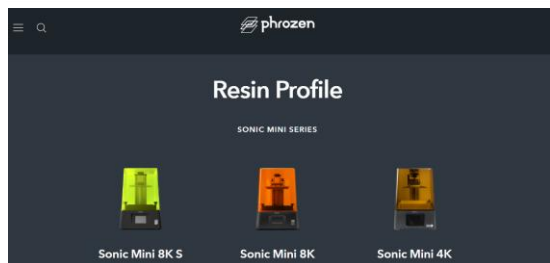 phrozen
Resin Profile
SONIC MINI SERIES
Sonic Mini 8K S
Sonic Mini 8K
Sonic Mini 4K